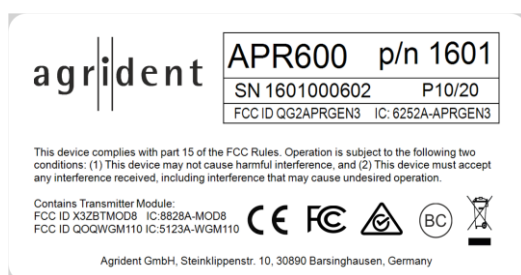 agrident
APR600 p/n 1601
SN 1601000602 P10/20
FCC ID QG2APRGEN3 IC: 6252A-APRGEN3
This device complies with part 15 of the FCC Rules. Operation is subject to the following two
conditions: (1) This device may not cause harmful interference, and (2) This device must accept
any interference received, including interference that may cause undesired operation.
Contains Transmitter Module:
FCC ID X3ZBTMOD8 IC:8828A-MOD8
FCC ID QOQWGM110 IC:5123A-WGM110
CE FC BC
Agrident GmbH, Steinklippenstr. 10, 30890 Barsinghausen, Germany